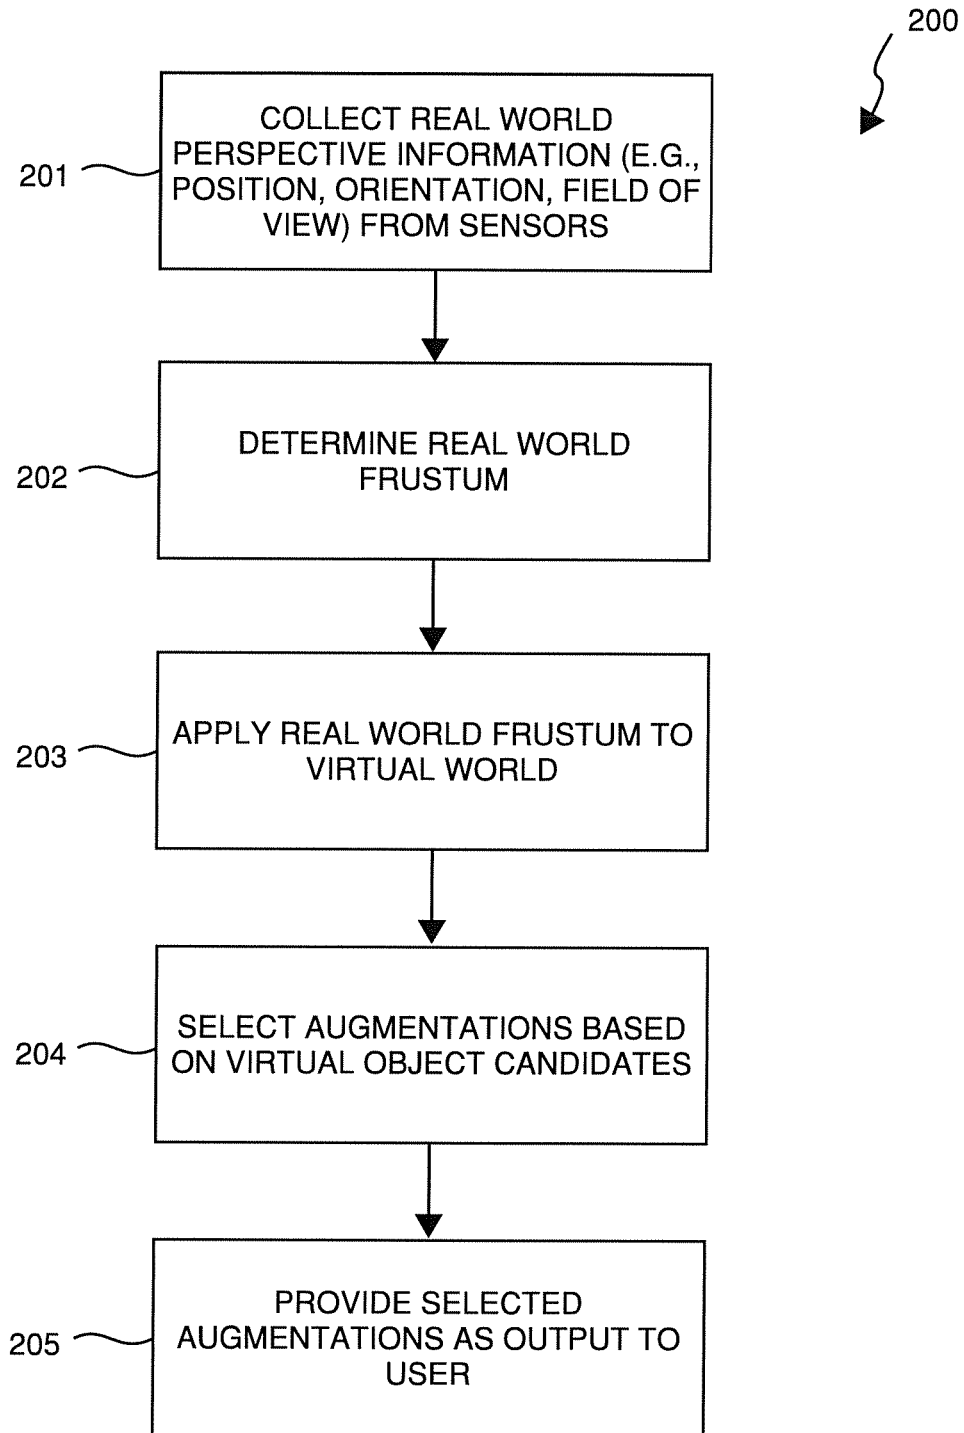 200
COLLECT REAL WORLD
PERSPECTIVE INFORMATION (E.G.,
POSITION, ORIENTATION, FIELD OF
VIEW) FROM SENSORS
201
DETERMINE REAL WORLD
FRUSTUM
202
APPLY REAL WORLD FRUSTUM TO
VIRTUAL WORLD
203
SELECT AUGMENTATIONS BASED
ON VIRTUAL OBJECT CANDIDATES
204
PROVIDE SELECTED
AUGMENTATIONS AS OUTPUT TO
USER
205